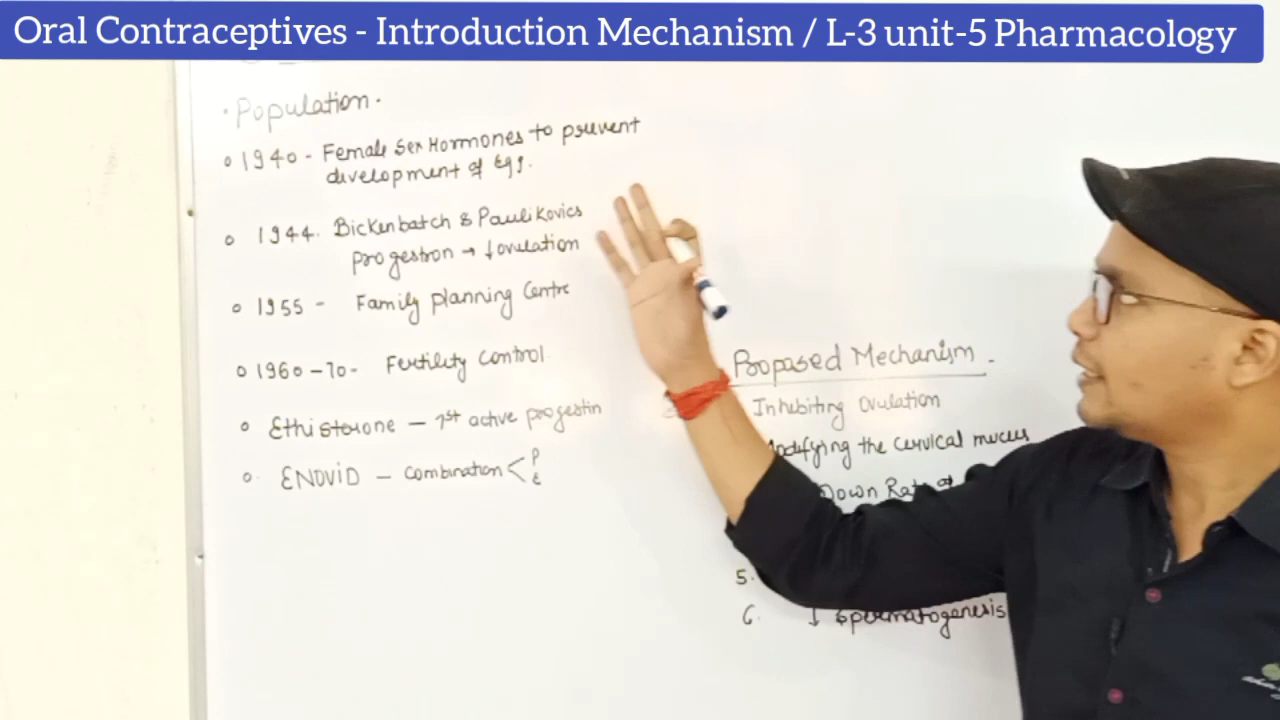 Oral Contraceptives - Introduction Mechanism / L-3 unit-5 Pharmacology
Population.
1940 - Female Sex Hormones to prevent
development of Egg.
1944. Bickenbatch & Paulikovics
progestron → ↓ovulation
1955 - Family planning Centre
1960-70- Fertility control
Ethisterone - 1st active progestin
ENOVID - combination < P
E
Proposed Mechanism.
Inhibiting Ovulation
Modifying the cervical mucus
Down Rate of
5.
6. ↓ Spermatogenesis